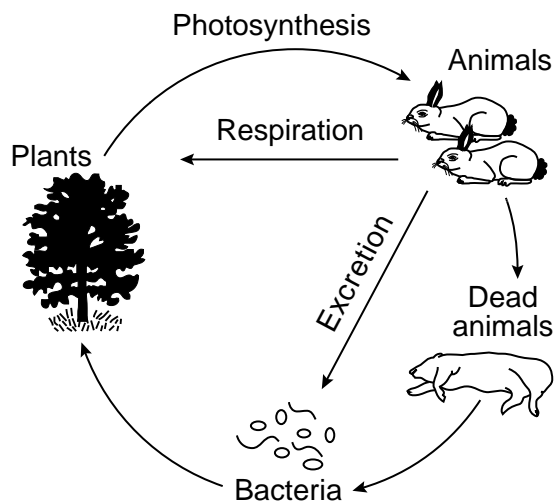 Photosynthesis
Animals
Respiration
Plants
Excretion
Dead
animals
Bacteria